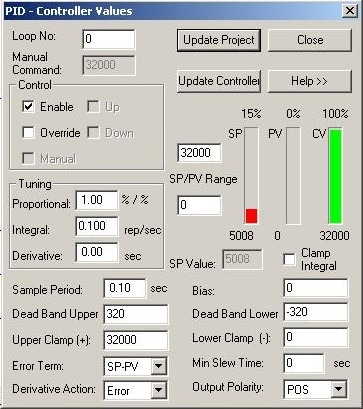 PID - Controller Values
Loop No: 0
Update Project
Close
Manual Command: 32000
Update Controller
Help >>
Control
Enable
Up
Override
Down
Manual
15% 0% 100%
SP PV CV
32000
SP/PV Range
0
5008 0 32000
Tuning
Proportional: 1.00 % / %
Integral: 0.100 rep/sec
Derivative: 0.00 sec
SP Value: 5008
Clamp Integral
Sample Period: 0.10 sec
Bias: 0
Dead Band Upper 320
Dead Band Lower -320
Upper Clamp (+): 32000
Lower Clamp (-): 0
Error Term: SP-PV
Min Slew Time: 0 sec
Derivative Action: Error
Output Polarity: POS